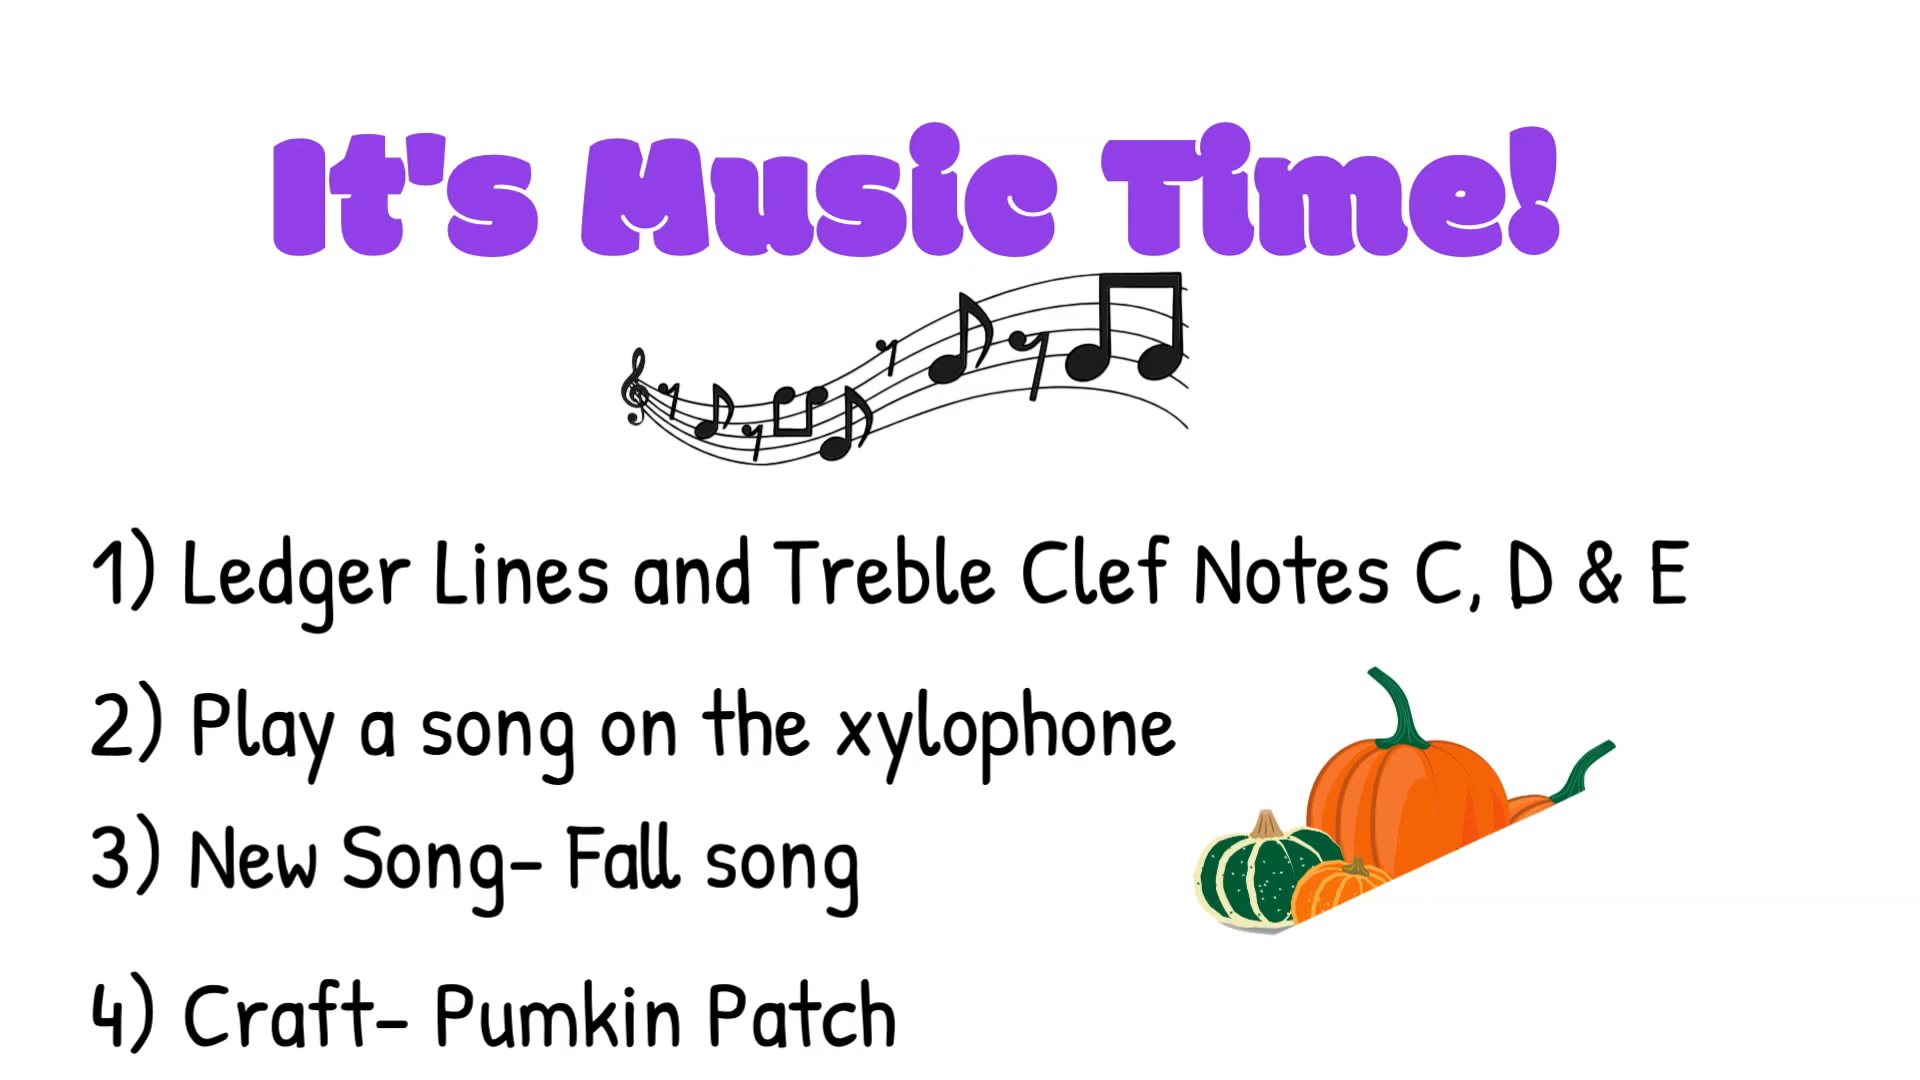 It's Music Time!
1) Ledger Lines and Treble Clef Notes C, D & E
2) Play a song on the xylophone
3) New Song- Fall song
4) Craft- Pumkin Patch